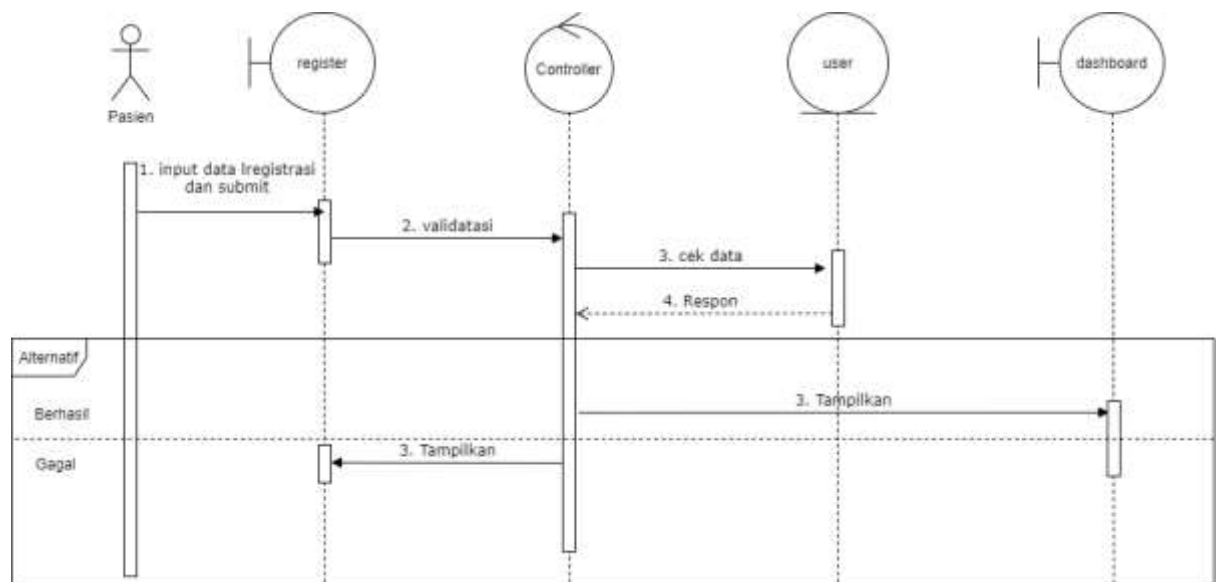 Pasien
register
Controller
user
dashboard
1. input data lregistrasi
dan submit
2. validatasi
3. cek data
4. Respon
Alternatif
Berhasil
3. Tampilkan
Gagal
3. Tampilkan